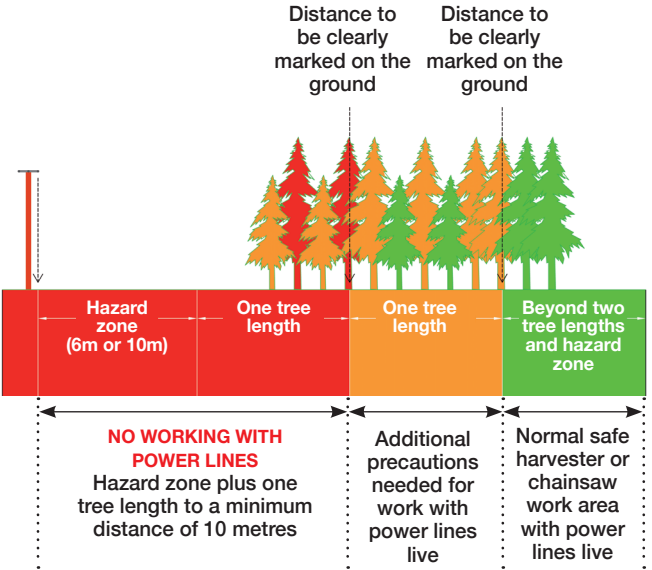 Distance to
be clearly
marked on the
ground
Distance to
be clearly
marked on the
ground
Hazard
zone
(6m or 10m)
One tree
length
One tree
length
Beyond two
tree lengths
and hazard
zone
NO WORKING WITH
POWER LINES
Hazard zone plus one
tree length to a minimum
distance of 10 metres
Additional
precautions
needed for
work with
power lines
live
Normal safe
harvester or
chainsaw
work area
with power
lines live